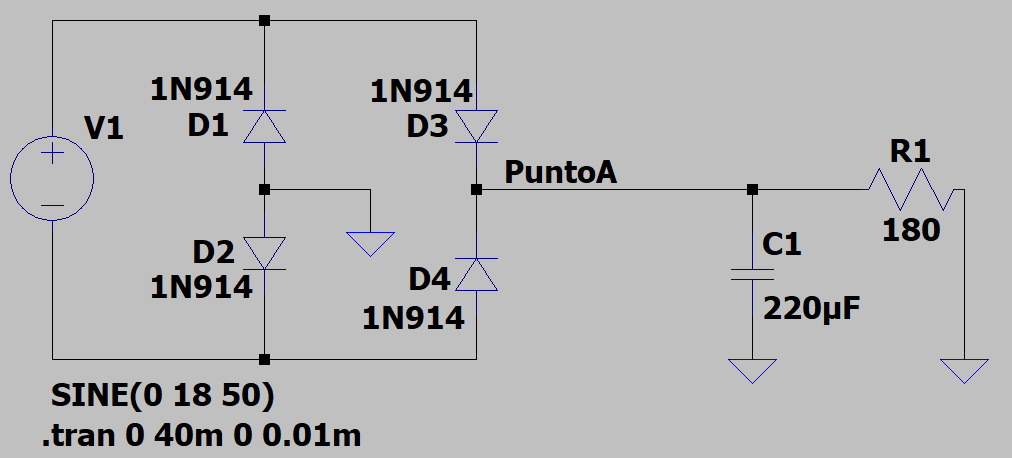 1N914
D1
V1
1N914
D3
PuntoA
R1
180
D2
1N914
D4
1N914
C1
220µF
SINE(0 18 50)
.tran 0 40m 0 0.01m